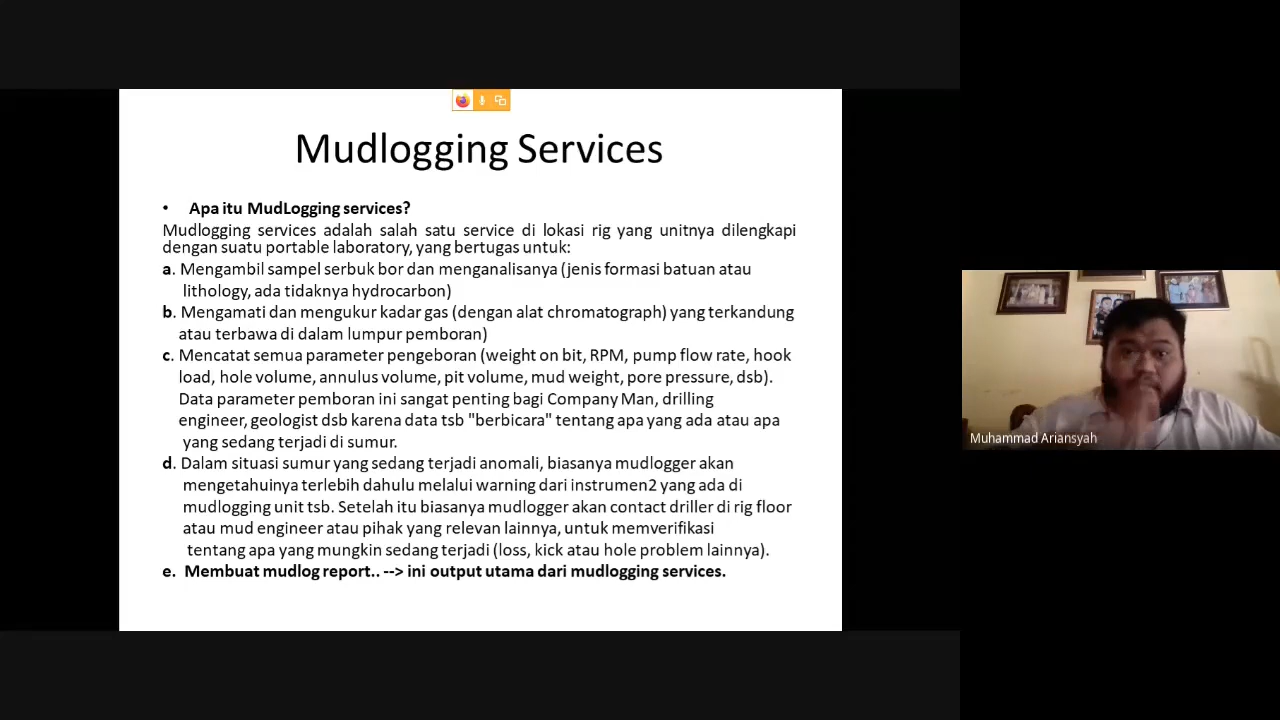 Mudlogging Services
• Apa itu MudLogging services?
Mudlogging services adalah salah satu service di lokasi rig yang unitnya dilengkapi
dengan suatu portable laboratory, yang bertugas untuk:
a. Mengambil sampel serbuk bor dan menganalisanya (jenis formasi batuan atau
lithology, ada tidaknya hydrocarbon)
b. Mengamati dan mengukur kadar gas (dengan alat chromatograph) yang terkandung
atau terbawa di dalam lumpur pemboran)
c. Mencatat semua parameter pengeboran (weight on bit, RPM, pump flow rate, hook
load, hole volume, annulus volume, pit volume, mud weight, pore pressure, dsb).
Data parameter pemboran ini sangat penting bagi Company Man, drilling
engineer, geologist dsb karena data tsb "berbicara" tentang apa yang ada atau apa
yang sedang terjadi di sumur.
d. Dalam situasi sumur yang sedang terjadi anomali, biasanya mudlogger akan
mengetahuinya terlebih dahulu melalui warning dari instrumen2 yang ada di
mudlogging unit tsb. Setelah itu biasanya mudlogger akan contact driller di rig floor
atau mud engineer atau pihak yang relevan lainnya, untuk memverifikasi
tentang apa yang mungkin sedang terjadi (loss, kick atau hole problem lainnya).
e. Membuat mudlog report.. --> ini output utama dari mudlogging services.
Muhammad Ariansyah